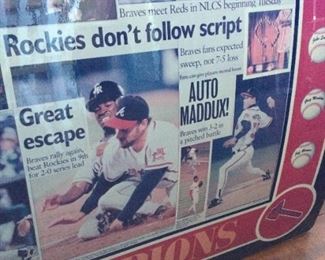 Braves meet Reds in NLCS beginning Tuesday
Rockies don't follow script
Braves fans expected
sweep, not 7-5 loss
Great
escape
Braves rally again,
beat Rockies in 9th
for 2-0 series lead
AUTO
MADDUX!
Braves win 3-2 in
a pitched battle
PIONS